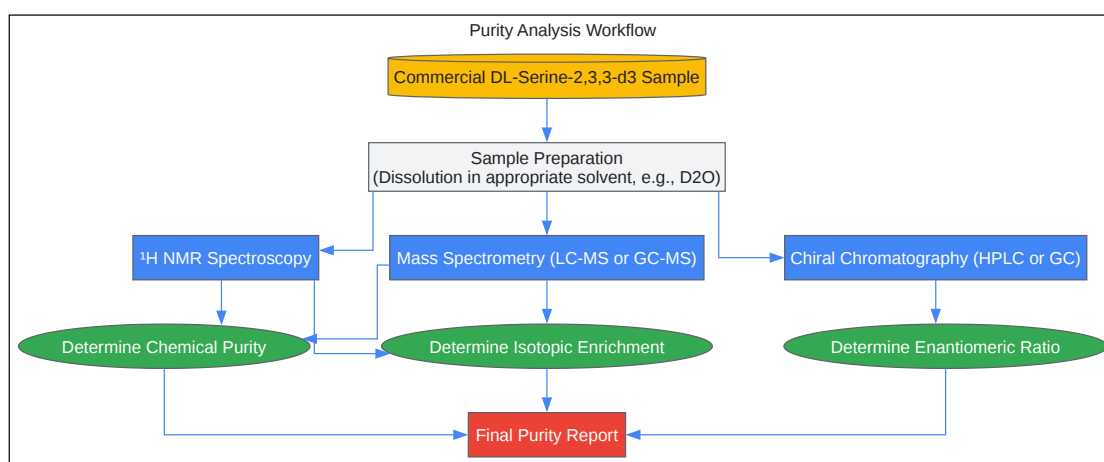 Purity Analysis Workflow
Commercial DL-Serine-2,3,3-d3 Sample
Sample Preparation
(Dissolution in appropriate solvent, e.g., D2O)
¹H NMR Spectroscopy
Mass Spectrometry (LC-MS or GC-MS)
Chiral Chromatography (HPLC or GC)
Determine Chemical Purity
Determine Isotopic Enrichment
Determine Enantiomeric Ratio
Final Purity Report